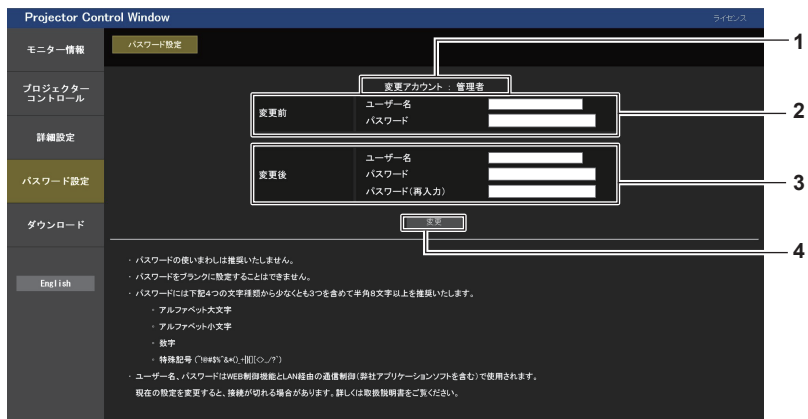 Projector Control Window
ライセンス
モニター情報
パスワード設定
1
プロジェクター
コントロール
変更アカウント : 管理者
変更前
ユーザー名
パスワード
2
詳細設定
変更後
ユーザー名
パスワード
パスワード(再入力)
3
パスワード設定
変更
4
ダウンロード
English
・ パスワードの使いまわしは推奨いたしません。
・ パスワードをブランクに設定することはできません。
・ パスワードには下記4つの文字種類から少なくとも3つを含めて半角8文字以上を推奨いたします。
・ アルファベット大文字
・ アルファベット小文字
・ 数字
・ 特殊記号
・ ユーザー名、パスワードはWEB制御機能とLAN経由の通信制御(弊社アプリケーションソフトを含む)で使用されます。
現在の設定を変更すると、接続が切れる場合があります。詳しくは取扱説明書をご覧ください。